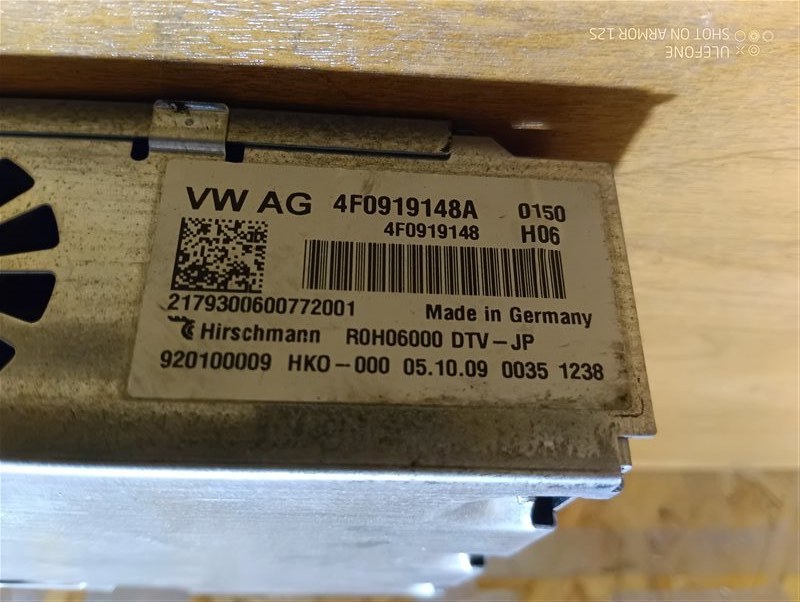 SHOT ON ARMOR 12S
ULEFONE
VW AG 4F0919148A 0150
4F0919148 H06
2179300600772001 Made in Germany
Hirschmann R0H06000 DTV-JP
920100009 HKO-000 05.10.09 0035 1238